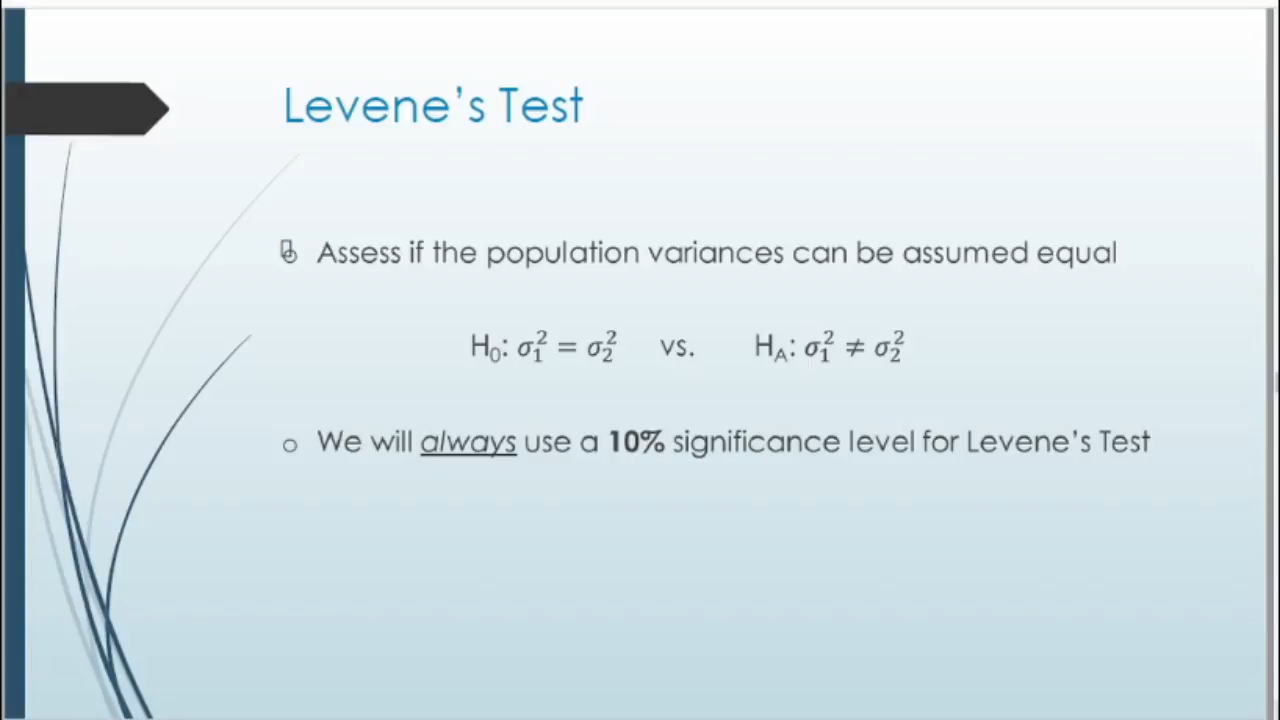 Levene's Test
Assess if the population variances can be assumed equal
H₀: σ₁² = σ₂² vs. Hₐ: σ₁² ≠ σ₂²
o We will always use a 10% significance level for Levene's Test